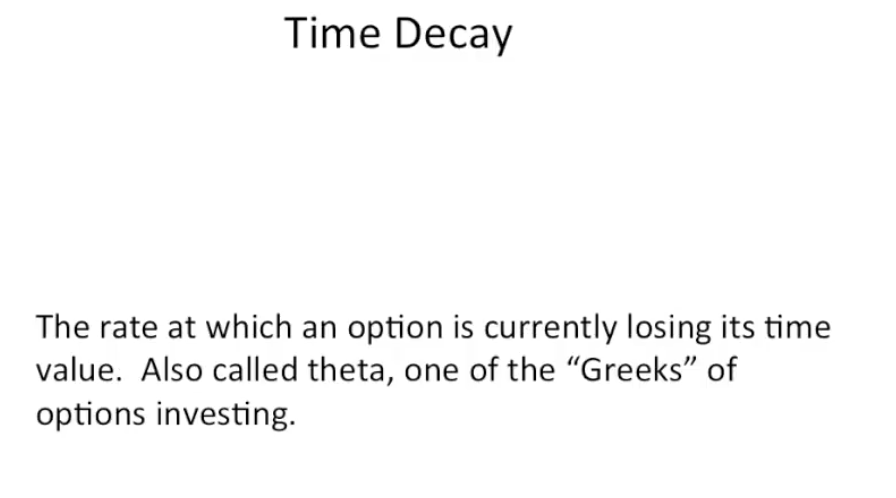 Time Decay
The rate at which an option is currently losing its time
value.  Also called theta, one of the “Greeks” of
options investing.